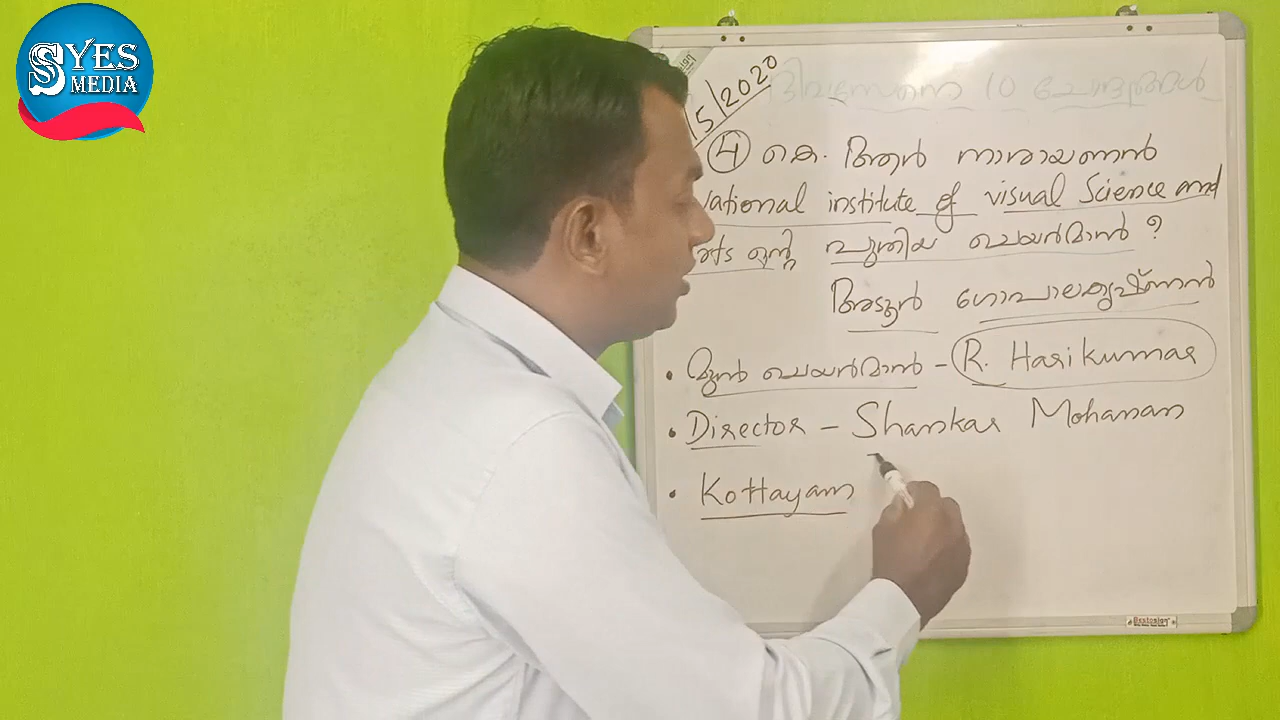 SYES
MEDIA
/5/2020
ദിവസേന 10 ചോദ്യങ്ങൾ
4 കെ. ആർ നാരായണൻ
National institute of visual Science and
Arts ന്റെ പുതിയ ചെയർമാൻ ?
അടൂർ ഗോപാലകൃഷ്ണൻ
• മുൻ ചെയർമാൻ - R. Harikumar
• Director - Shankar Mohanan
• Kottayam